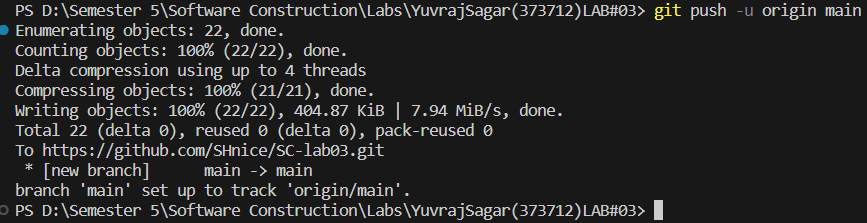 PS D:\Semester 5\Software Construction\Labs\YuvrajSagar(373712)LAB#03> git push -u origin main
Enumerating objects: 22, done.
Counting objects: 100% (22/22), done.
Delta compression using up to 4 threads
Compressing objects: 100% (21/21), done.
Writing objects: 100% (22/22), 404.87 KiB | 7.94 MiB/s, done.
Total 22 (delta 0), reused 0 (delta 0), pack-reused 0
To https://github.com/SHnice/SC-lab03.git
 * [new branch]      main -> main
branch 'main' set up to track 'origin/main'.
PS D:\Semester 5\Software Construction\Labs\YuvrajSagar(373712)LAB#03>